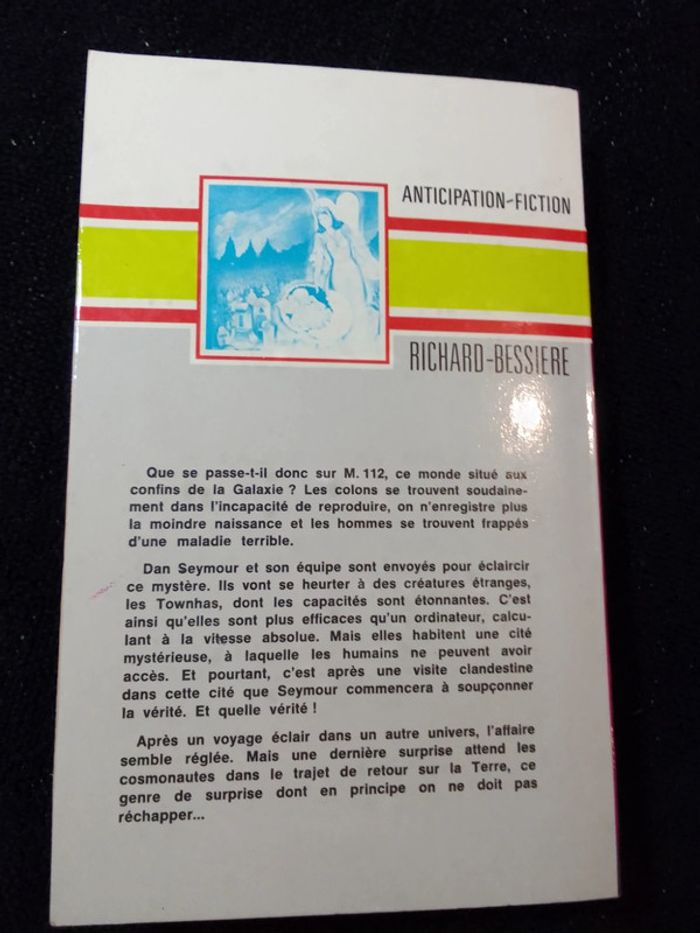 ANTICIPATION-FICTION
RICHARD-BESSIERE
Que se passe-t-il donc sur M. 112, ce monde situé aux
confins de la Galaxie ? Les colons se trouvent soudaine-
ment dans l'incapacité de reproduire, on n'enregistre plus
la moindre naissance et les hommes se trouvent frappés
d'une maladie terrible.
Dan Seymour et son équipe sont envoyés pour éclaircir
ce mystère. Ils vont se heurter à des créatures étranges,
les Townhas, dont les capacités sont étonnantes. C'est
ainsi qu'elles sont plus efficaces qu'un ordinateur, calcu-
lant à la vitesse absolue. Mais elles habitent une cité
mystérieuse, à laquelle les humains ne peuvent avoir
accès. Et pourtant, c'est après une visite clandestine
dans cette cité que Seymour commencera à soupçonner
la vérité. Et quelle vérité !
Après un voyage éclair dans un autre univers, l'affaire
semble réglée. Mais une dernière surprise attend les
cosmonautes dans le trajet de retour sur la Terre, ce
genre de surprise dont en principe on ne doit pas
réchapper...